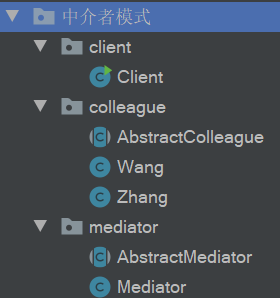 中介者模式
client
Client
colleague
AbstractColleague
Wang
Zhang
mediator
AbstractMediator
Mediator